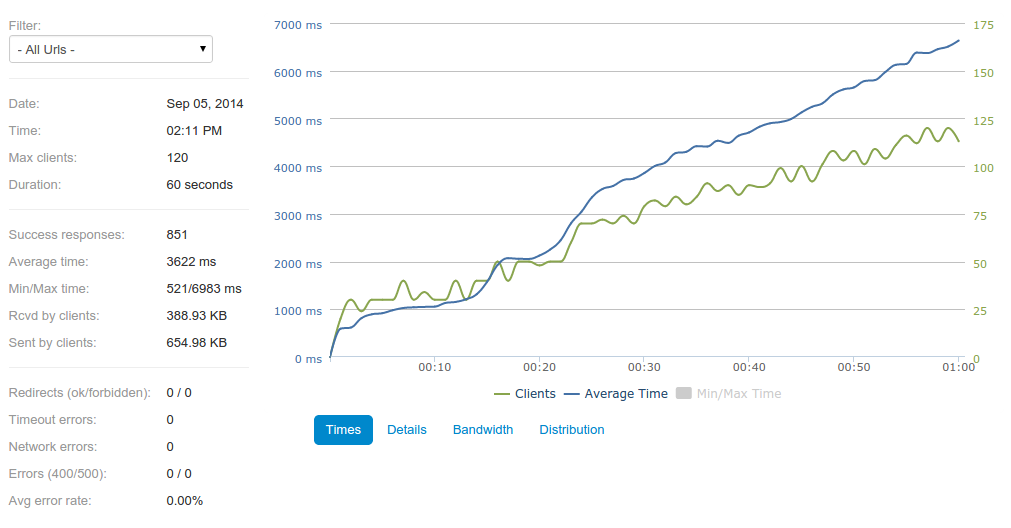 Filter:
- All Urls -
Date: Sep 05, 2014
Time: 02:11 PM
Max clients: 120
Duration: 60 seconds
Success responses: 851
Average time: 3622 ms
Min/Max time: 521/6983 ms
Rcvd by clients: 388.93 KB
Sent by clients: 654.98 KB
Redirects (ok/forbidden): 0 / 0
Timeout errors: 0
Network errors: 0
Errors (400/500): 0 / 0
Avg error rate: 0.00%
7000 ms 175
6000 ms 150
5000 ms 125
4000 ms 100
3000 ms 75
2000 ms 50
1000 ms 25
0 ms 0
00:10 00:20 00:30 00:40 00:50 01:00
Clients Average Time Min/Max Time
Times Details Bandwidth Distribution